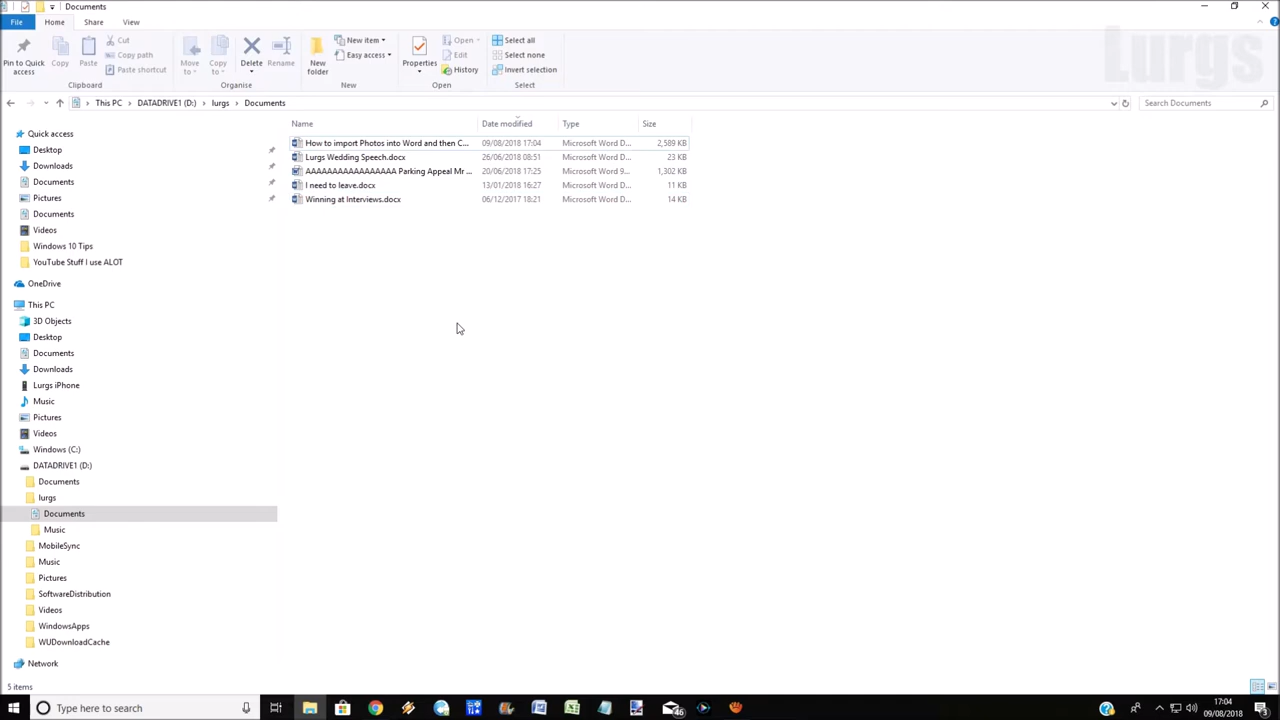 Documents
File Home Share View
Pin to Quick access
Copy
Paste
Cut
Copy path
Paste shortcut
Clipboard
Move to
Copy to
Delete
Rename
Organise
New folder
New item
Easy access
New
Properties
Open
Edit
History
Open
Select all
Select none
Invert selection
Select
Lurgs
This PC DATADRIVE1 (D:) lurgs Documents
Search Documents
Name Date modified Type Size
How to import Photos into Word and then C... 09/08/2018 17:04 Microsoft Word D... 2,589 KB
Lurgs Wedding Speech.docx 26/06/2018 08:51 Microsoft Word D... 23 KB
AAAAAAAAAAAAAAAAA Parking Appeal Mr ... 20/06/2018 17:25 Microsoft Word 9... 1,302 KB
I need to leave.docx 13/01/2018 16:27 Microsoft Word D... 11 KB
Winning at Interviews.docx 06/12/2017 18:21 Microsoft Word D... 14 KB
Quick access
Desktop
Downloads
Documents
Pictures
Documents
Videos
Windows 10 Tips
YouTube Stuff I use ALOT
OneDrive
This PC
3D Objects
Desktop
Documents
Downloads
Lurgs iPhone
Music
Pictures
Videos
Windows (C:)
DATADRIVE1 (D:)
Documents
lurgs
Documents
Music
MobileSync
Music
Pictures
SoftwareDistribution
Videos
WindowsApps
WUDownloadCache
Network
5 items
Type here to search
46
17:04
09/08/2018
3